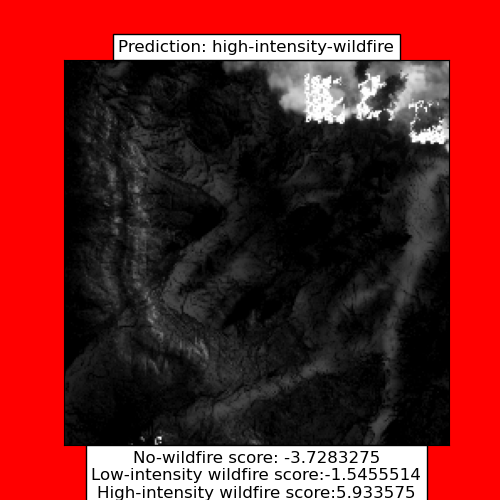 Prediction: high-intensity-wildfire
No-wildfire score: -3.7283275
Low-intensity wildfire score:-1.5455514
High-intensity wildfire score:5.933575